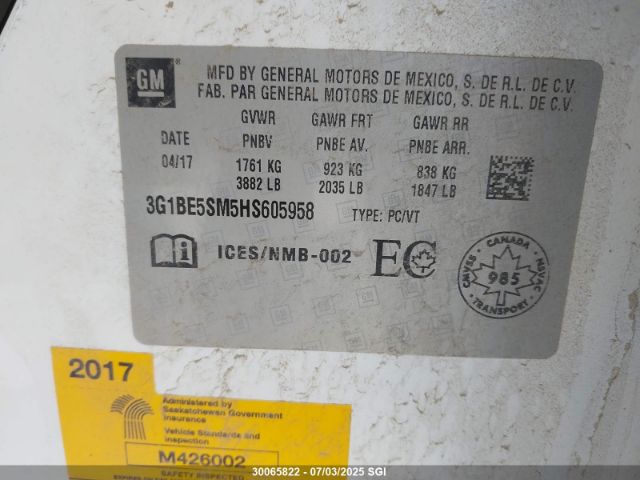 GM ®
MFD BY GENERAL MOTORS DE MEXICO, S. DE R.L. DE C.V.
FAB. PAR GENERAL MOTORS DE MEXICO, S. DE R.L. DE C.V.
GVWR GAWR FRT GAWR RR
DATE PNBV PNBE AV. PNBE ARR.
04/17 1761 KG 923 KG 838 KG
3882 LB 2035 LB 1847 LB
3G1BE5SM5HS605958 TYPE: PC/VT
i ICES/NMB-002 EC
CANADA
CMVSS 985 NSVAC
TRANSPORT
2017
Administered by
Saskatchewan Government
Insurance
Vehicle Standards and
Inspection
M426002
SAFETY INSPECTED
30065822 - 07/03/2025 SGI